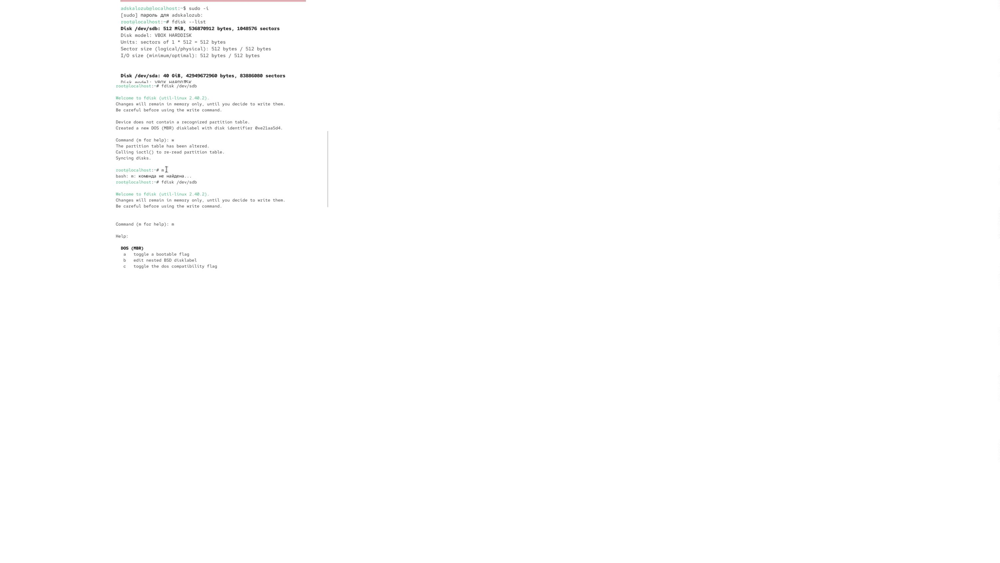 adskalozub@localhost:~$ sudo -i
[sudo] пароль для adskalozub:
root@localhost:~# fdisk --list
Disk /dev/sdb: 512 MiB, 536870912 bytes, 1048576 sectors
Disk model: VBOX HARDDISK
Units: sectors of 1 * 512 = 512 bytes
Sector size (logical/physical): 512 bytes / 512 bytes
I/O size (minimum/optimal): 512 bytes / 512 bytes
Disk /dev/sda: 40 GiB, 42949672960 bytes, 83886080 sectors
Disk model: VBOX HARDDISK
root@localhost:~# fdisk /dev/sdb
Welcome to fdisk (util-linux 2.40.2).
Changes will remain in memory only, until you decide to write them.
Be careful before using the write command.
Device does not contain a recognized partition table.
Created a new DOS (MBR) disklabel with disk identifier 0xe21aa5d4.
Command (m for help): w
The partition table has been altered.
Calling ioctl() to re-read partition table.
Syncing disks.
root@localhost:~# m
bash: m: команда не найдена...
root@localhost:~# fdisk /dev/sdb
Welcome to fdisk (util-linux 2.40.2).
Changes will remain in memory only, until you decide to write them.
Be careful before using the write command.
Command (m for help): m
Help:
DOS (MBR)
a   toggle a bootable flag
b   edit nested BSD disklabel
c   toggle the dos compatibility flag